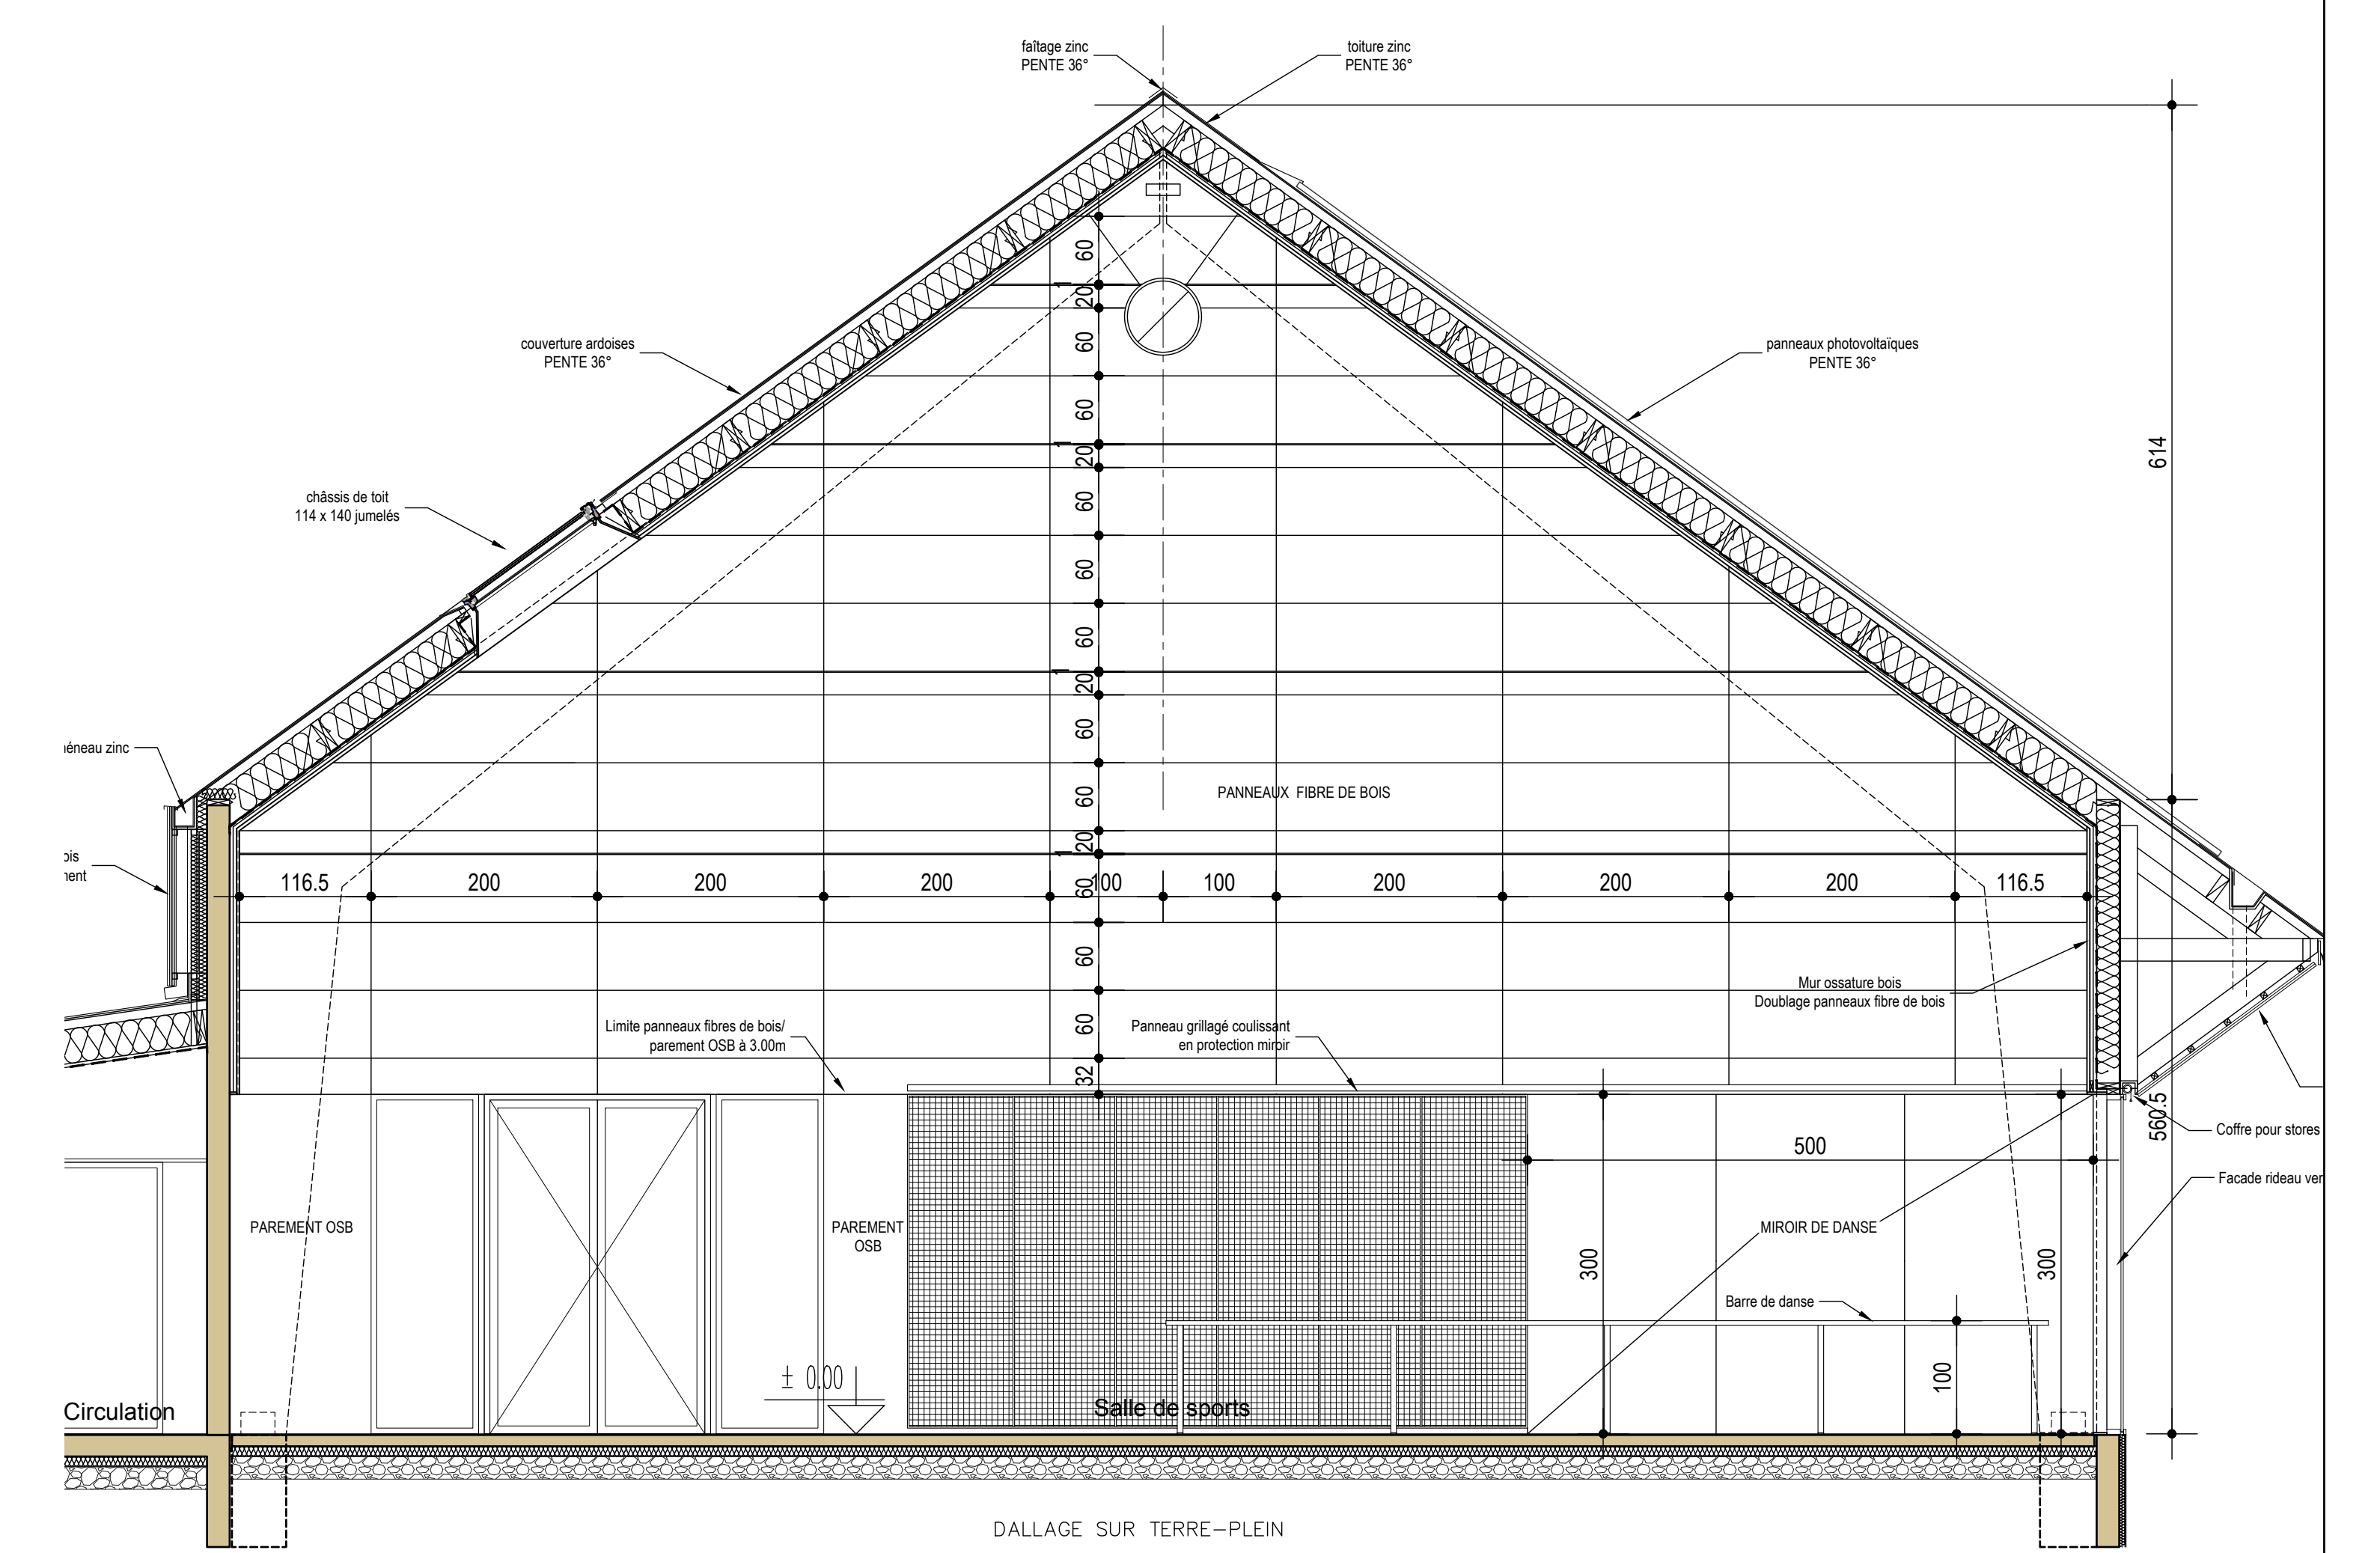 faîtage zinc
PENTE 36°
toiture zinc
PENTE 36°
60
20
60
couverture ardoises
PENTE 36°
panneaux photovoltaïques
PENTE 36°
60
20
614
60
châssis de toit
114 x 140 jumelés
60
60
20
60
zinc
60
PANNEAUX FIBRE DE BOIS
20
116.5
200
200
200
100
60
100
200
200
200
116.5
60
Mur ossature bois
Doublage panneaux fibre de bois
60
Limite panneaux fibres de bois/
parement OSB à 3.00m
Panneau grillagé coulissant
en protection miroir
32
560.5
Coffre pour stores
500
Facade rideau ver
PAREMENT OSB
PAREMENT
OSB
MIROIR DE DANSE
300
300
Barre de danse
100
± 0.00
Circulation
Salle de sports
DALLAGE SUR TERRE-PLEIN